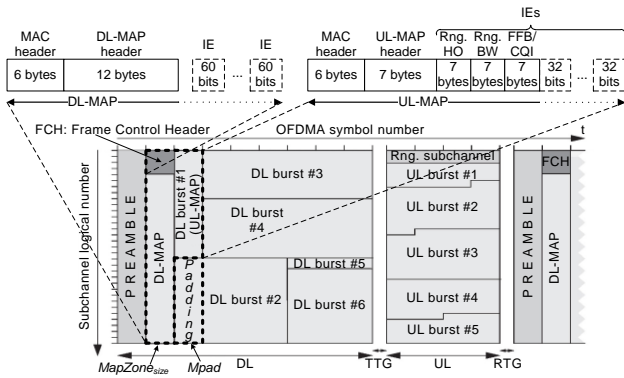 IEs
MAC header
DL-MAP header
IE
IE
MAC header
UL-MAP header
Rng. HO
Rng. BW
FFB/ CQI
6 bytes
12 bytes
60 bits
...
60 bits
6 bytes
7 bytes
7 bytes
7 bytes
7 bytes
32 bits
...
32 bits
DL-MAP
UL-MAP
FCH: Frame Control Header
OFDMA symbol number
t
Subchannel logical number
PREAMBLE
DL-MAP
DL burst #1 (UL-MAP)
Padding
DL burst #3
DL burst #4
DL burst #2
DL burst #5
DL burst #6
Rng. subchannel
UL burst #1
UL burst #2
UL burst #3
UL burst #4
UL burst #5
PREAMBLE
FCH
DL-MAP
DL
TTG
UL
RTG
MapZonesize
Mpad